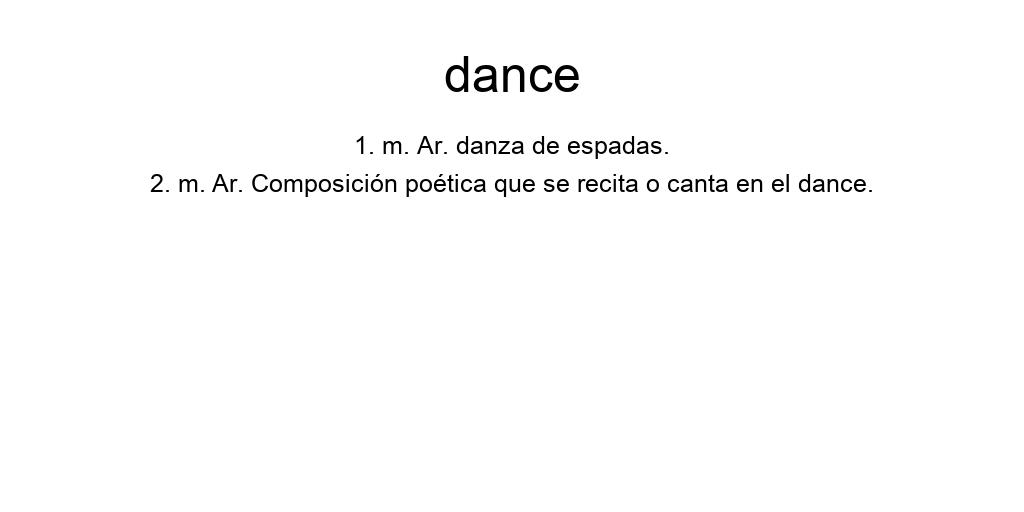 dance
1. m. Ar. danza de espadas.
2. m. Ar. Composición poética que se recita o canta en el dance.